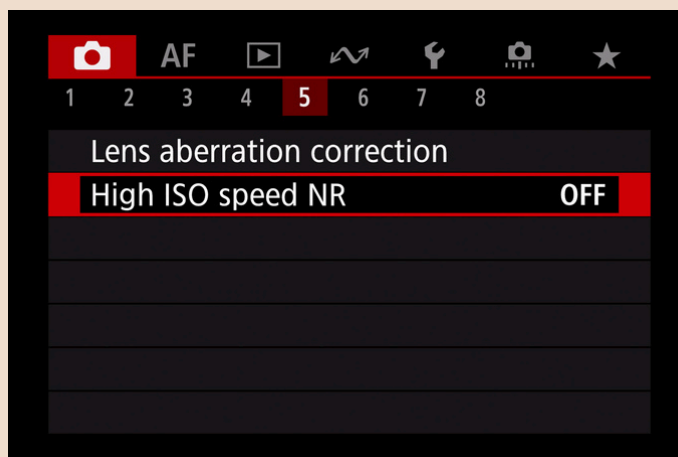 AF
1 2 3 4 5 6 7 8
Lens aberration correction
High ISO speed NR OFF